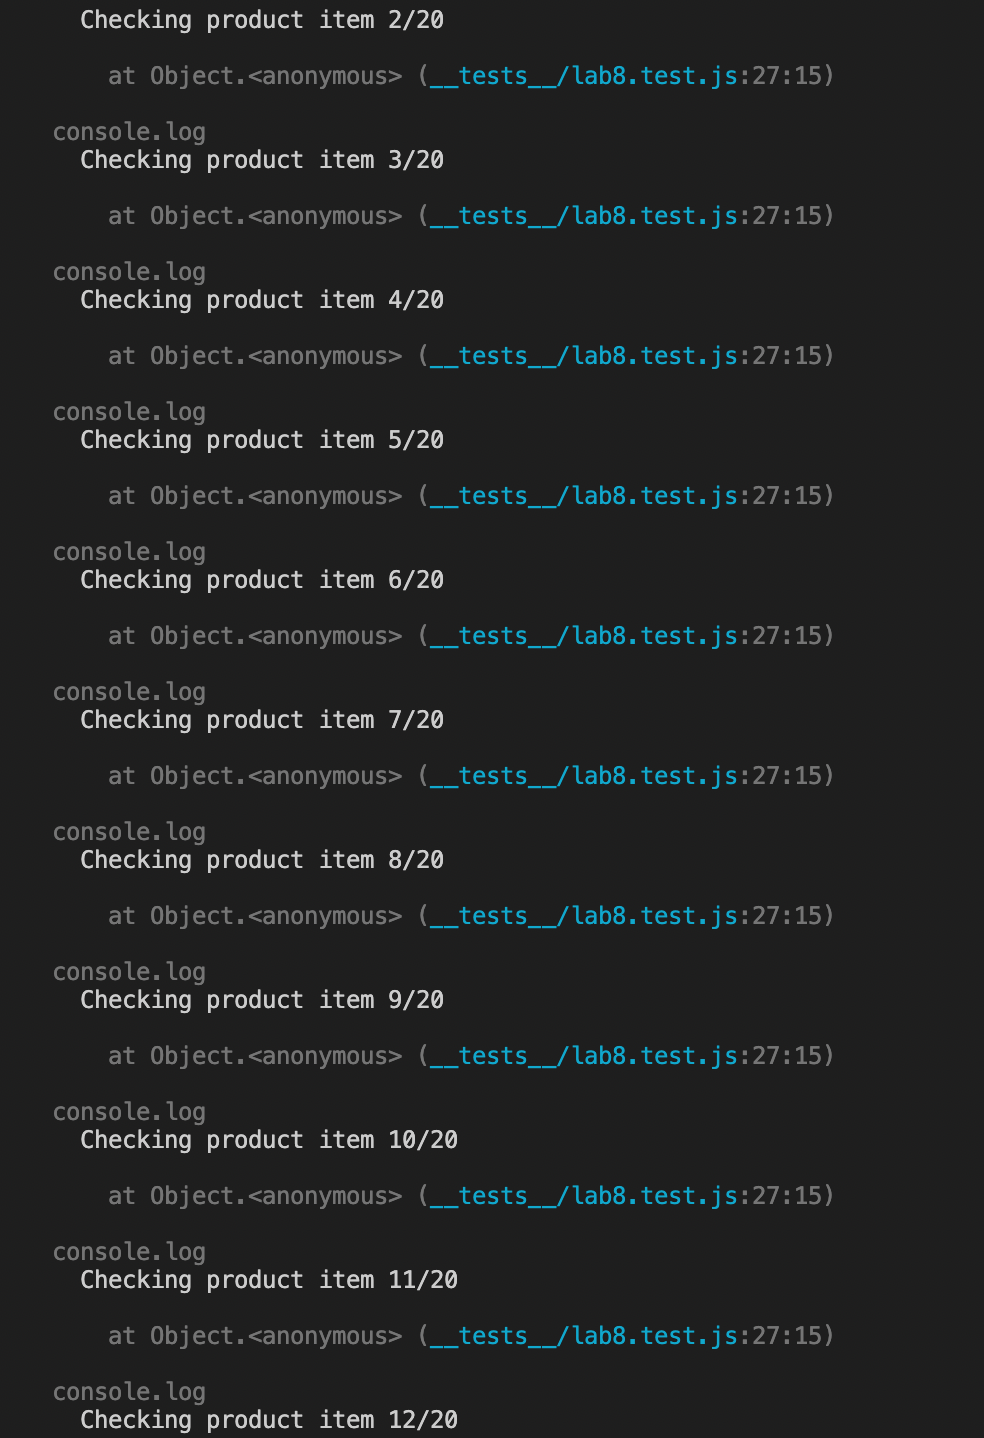 Checking product item 2/20
at Object.<anonymous> (__tests__/lab8.test.js:27:15)
console.log
Checking product item 3/20
at Object.<anonymous> (__tests__/lab8.test.js:27:15)
console.log
Checking product item 4/20
at Object.<anonymous> (__tests__/lab8.test.js:27:15)
console.log
Checking product item 5/20
at Object.<anonymous> (__tests__/lab8.test.js:27:15)
console.log
Checking product item 6/20
at Object.<anonymous> (__tests__/lab8.test.js:27:15)
console.log
Checking product item 7/20
at Object.<anonymous> (__tests__/lab8.test.js:27:15)
console.log
Checking product item 8/20
at Object.<anonymous> (__tests__/lab8.test.js:27:15)
console.log
Checking product item 9/20
at Object.<anonymous> (__tests__/lab8.test.js:27:15)
console.log
Checking product item 10/20
at Object.<anonymous> (__tests__/lab8.test.js:27:15)
console.log
Checking product item 11/20
at Object.<anonymous> (__tests__/lab8.test.js:27:15)
console.log
Checking product item 12/20